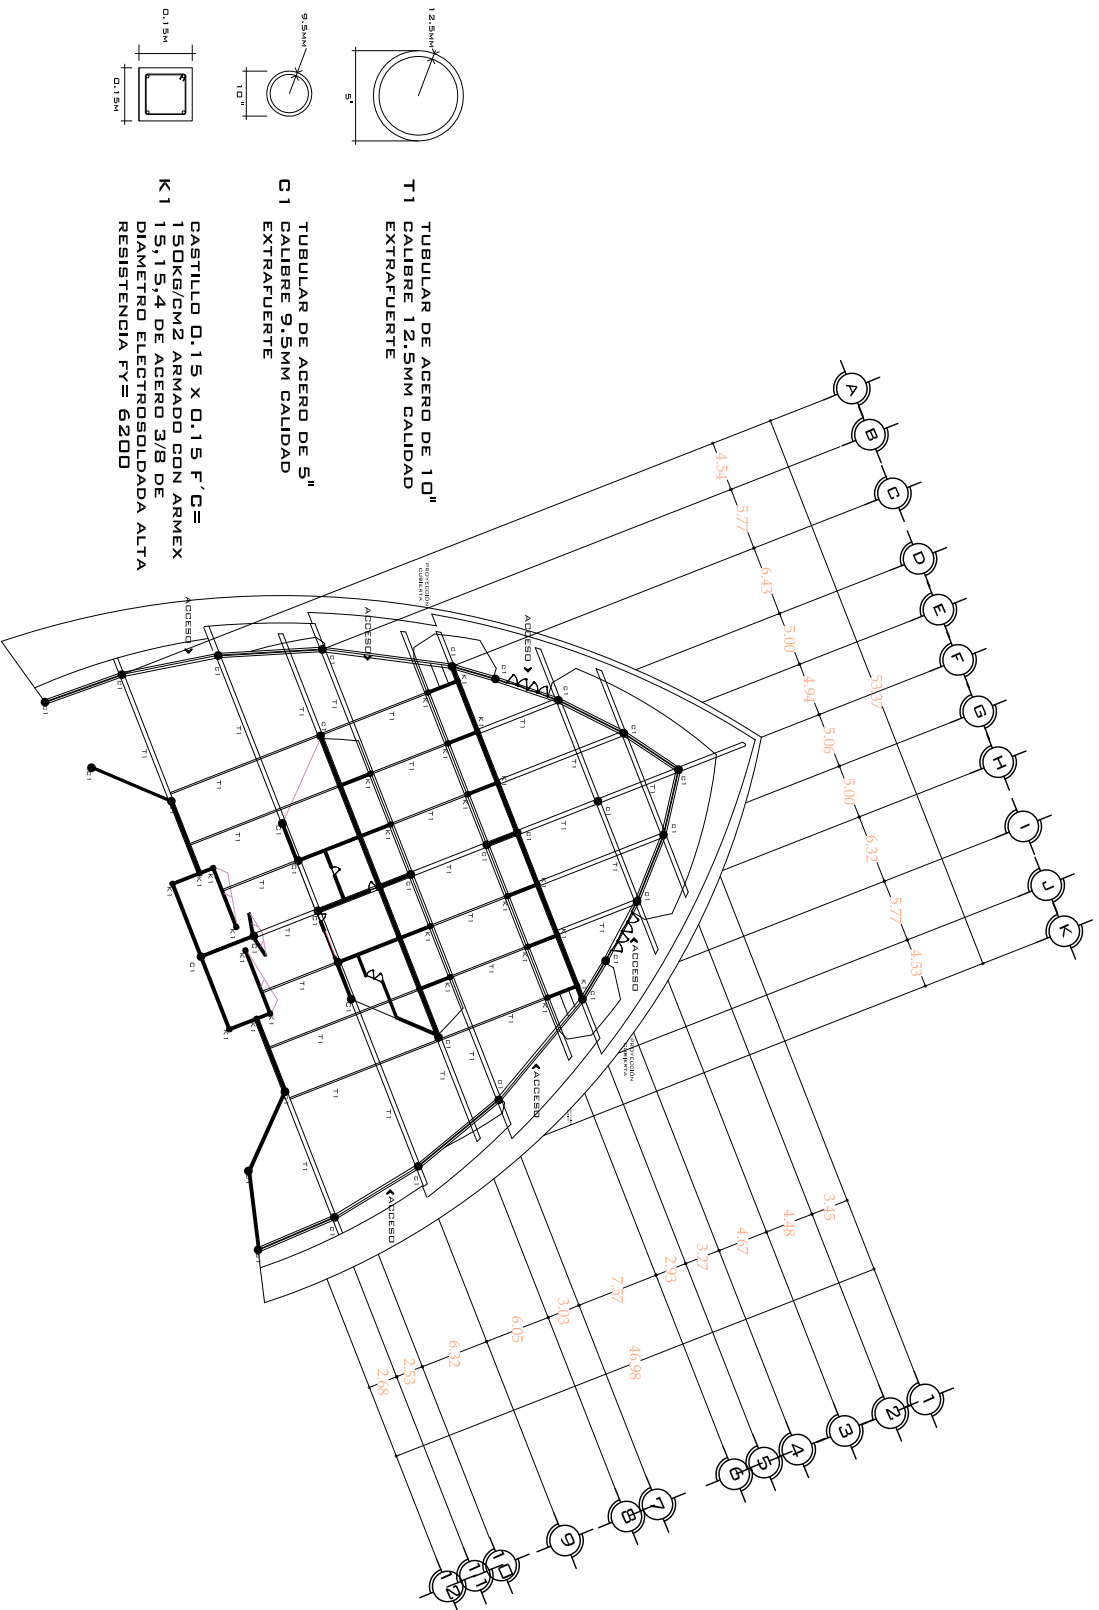 12.5MM
5"
T1
TUBULAR DE ACERO DE 10"
CALIBRE 12.5MM CALIDAD
EXTRAFUERTE
9.5MM
10"
C1
TUBULAR DE ACERO DE 5"
CALIBRE 9.5MM CALIDAD
EXTRAFUERTE
0.15M
0.15M
K1
CASTILLO 0.15 X 0.15 F´C=
150KG/CM2 ARMADO CON ARMEX
15,15,4 DE ACERO 3/8 DE
DIAMETRO ELECTROSOLDADA ALTA
RESISTENCIA FY= 6200
A
B
C
D
E
F
G
H
I
J
K
4.54
5.77
6.43
5.00
4.94
5.06
5.00
6.32
5.77
4.53
53.37
1
2
3
4
5
6
7
8
9
10
11
12
3.45
4.48
4.67
3.27
2.93
7.57
3.03
6.05
6.32
2.53
2.68
46.98
PROYECCIÓN
CUBIERTA
ACCESO
ACCESO
ACCESO
ACCESO
ACCESO
ACCESO
PROYECCIÓN
CUBIERTA
T1
C1
K1